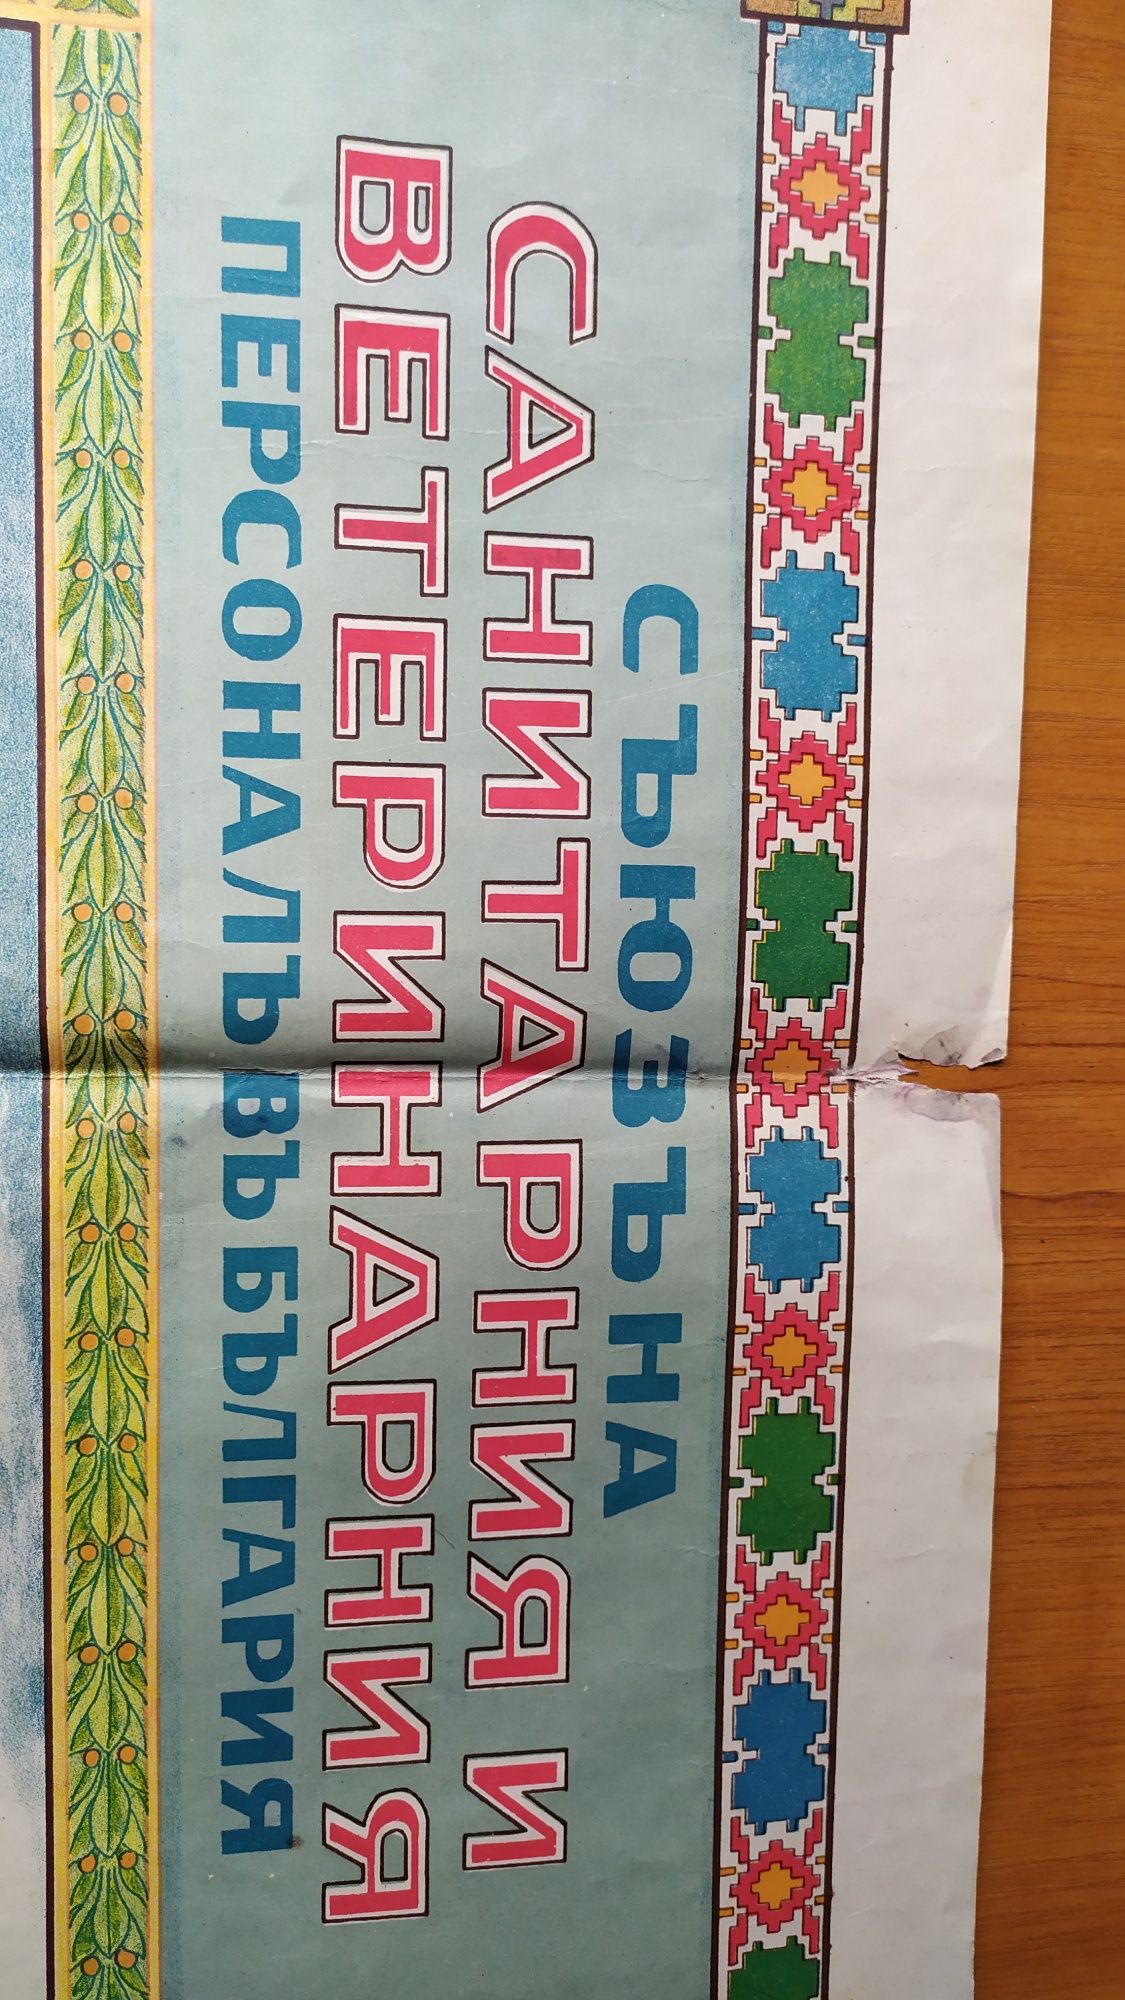 СЪЮЗЪ НА
САНИТАРНИЯ И
ВЕТЕРИНАРНИЯ
ПЕРСОНАЛЪ ВЪ БЪЛГАРИЯ